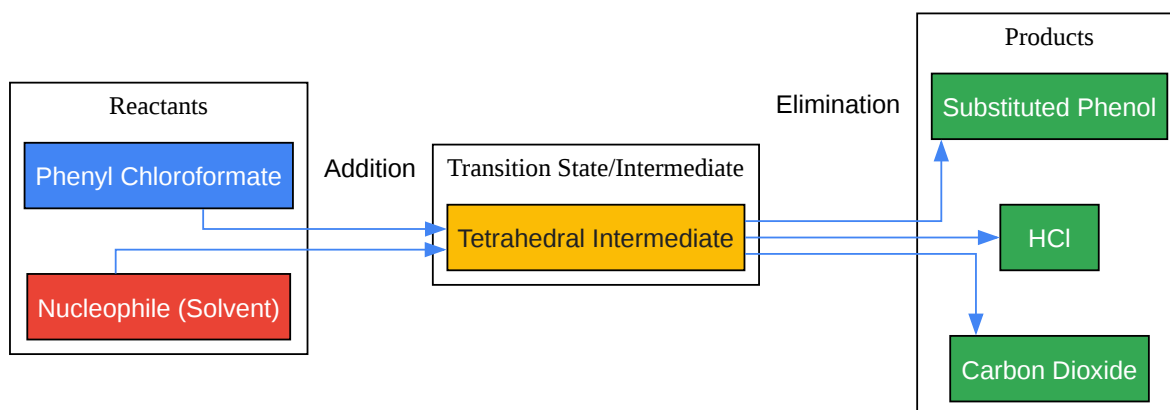 Reactants
Phenyl Chloroformate
Nucleophile (Solvent)
Addition
Transition State/Intermediate
Tetrahedral Intermediate
Elimination
Products
Substituted Phenol
HCl
Carbon Dioxide